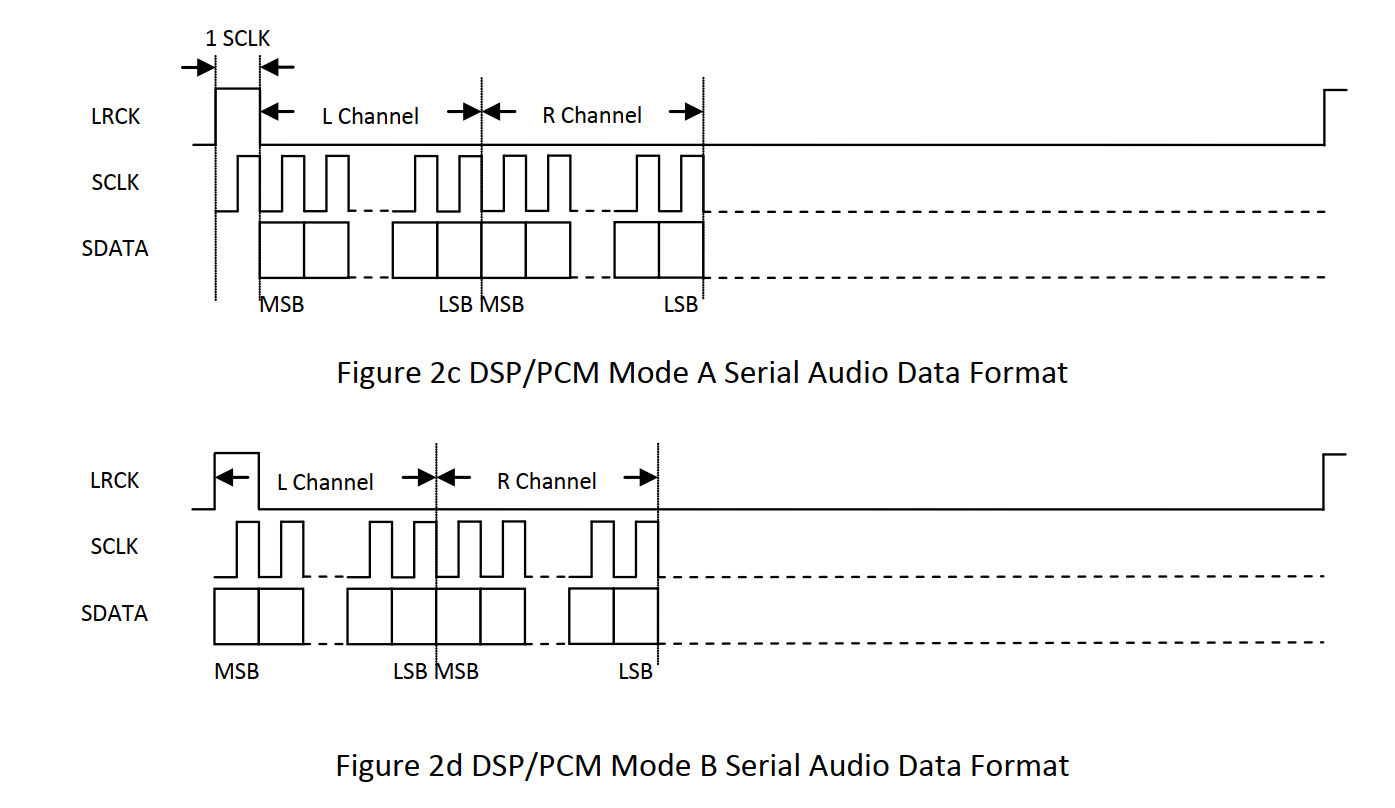 1 SCLK
LRCK
L Channel
R Channel
SCLK
SDATA
MSB
LSB
MSB
LSB
Figure 2c DSP/PCM Mode A Serial Audio Data Format
LRCK
L Channel
R Channel
SCLK
SDATA
MSB
LSB
MSB
LSB
Figure 2d DSP/PCM Mode B Serial Audio Data Format